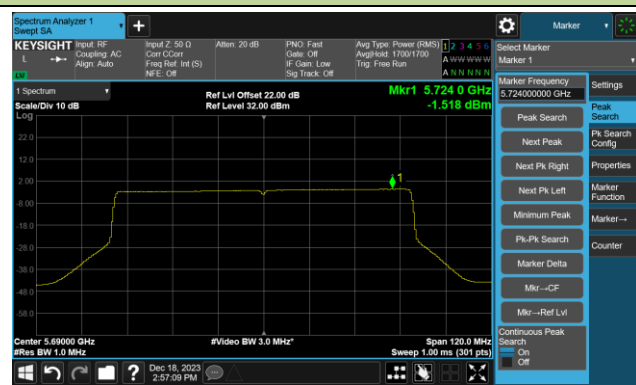 Spectrum Analyzer 1
Swept SA
+
Marker
KEYSIGHT
L
LW
Input: RF
Coupling: AC
Align: Auto
Input Z: 50 Ω
Corr CCorr
Freq Ref: Int (S)
NFE: Off
Atten: 20 dB
PNO: Fast
Gate: Off
IF Gain: Low
Sig Track: Off
Avg Type: Power (RMS)
Avg|Hold: 1700/1700
Trig: Free Run
1 2 3 4 5 6
A W W W W W
A N N N N N
Select Marker
Marker 1
1 Spectrum
Scale/Div 10 dB
Log
Ref Lvl Offset 22.00 dB
Ref Level 32.00 dBm
Mkr1 5.724 0 GHz
-1.518 dBm
22.0
12.0
2.00
-8.00
-18.0
-28.0
-38.0
-48.0
-58.0
1
Center 5.69000 GHz
#Res BW 1.0 MHz
#Video BW 3.0 MHz*
Span 120.0 MHz
Sweep 1.00 ms (301 pts)
Marker Frequency
5.724000000 GHz
Peak Search
Next Peak
Next Pk Right
Next Pk Left
Minimum Peak
Pk-Pk Search
Marker Delta
Mkr→CF
Mkr→Ref Lvl
Continuous Peak
Search
On
Off
Settings
Peak
Search
Pk Search
Config
Properties
Marker
Function
Marker→
Counter
?
Dec 18, 2023
2:57:09 PM